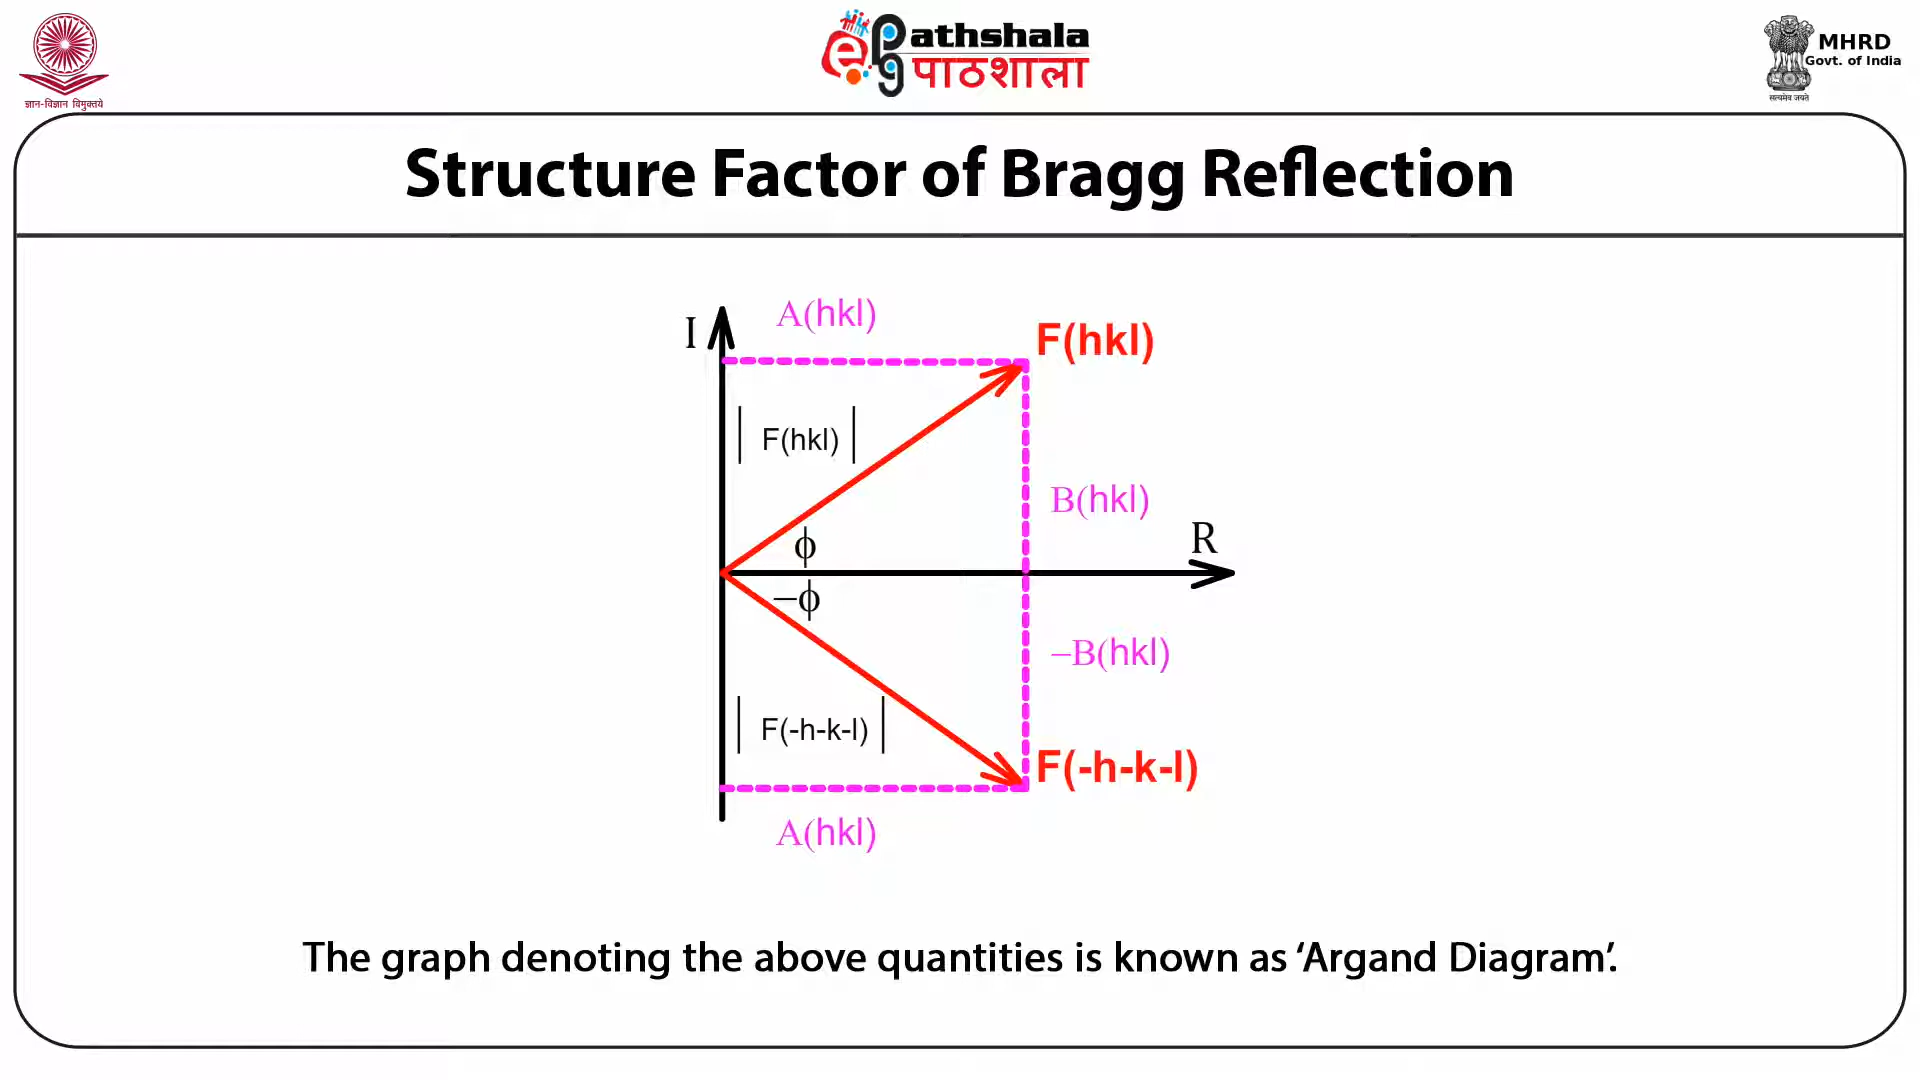 ज्ञान-विज्ञान विमुक्तये
ePathshala
पाठशाला
MHRD
Govt. of India
सत्यमेव जयते
Structure Factor of Bragg Reflection
A(hkl)
I
F(hkl)
| F(hkl) |
B(hkl)
R
ϕ
–ϕ
–B(hkl)
| F(-h-k-l) |
F(-h-k-l)
A(hkl)
The graph denoting the above quantities is known as ‘Argand Diagram’.